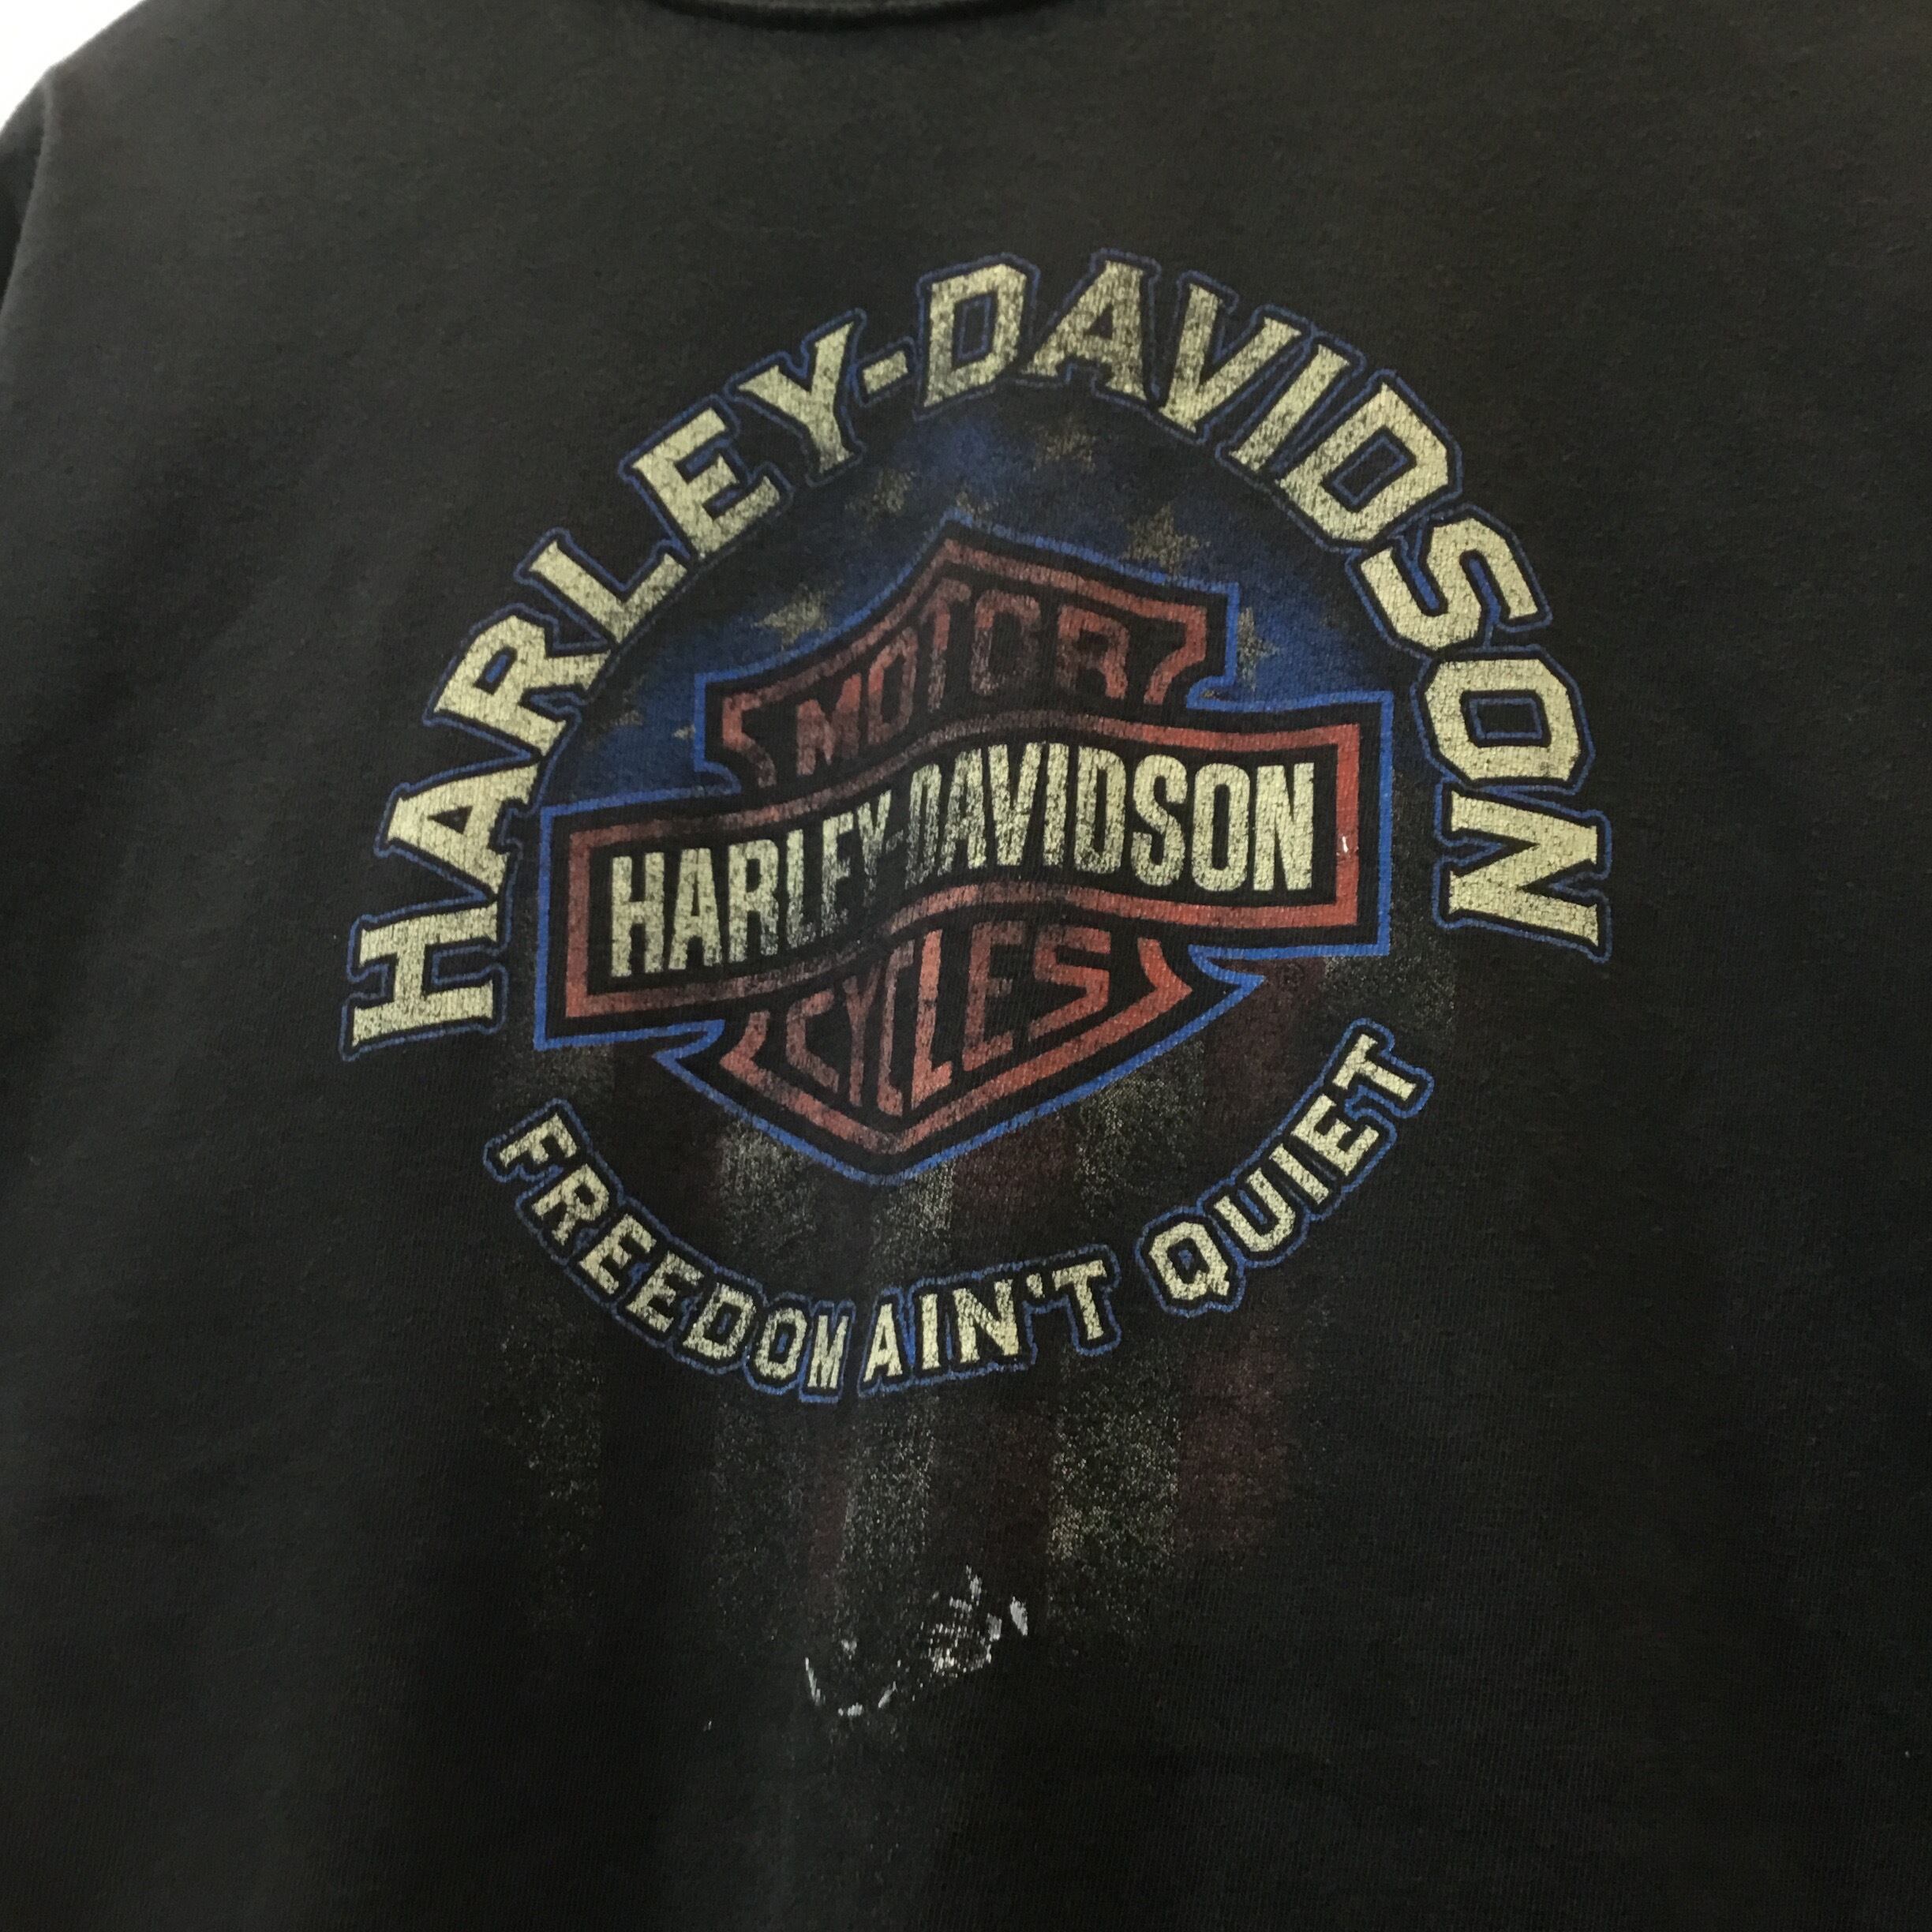 HARLEY-DAVIDSON
MOTOR
HARLEY-DAVIDSON
CYCLES
FREEDOM AIN'T QUIET